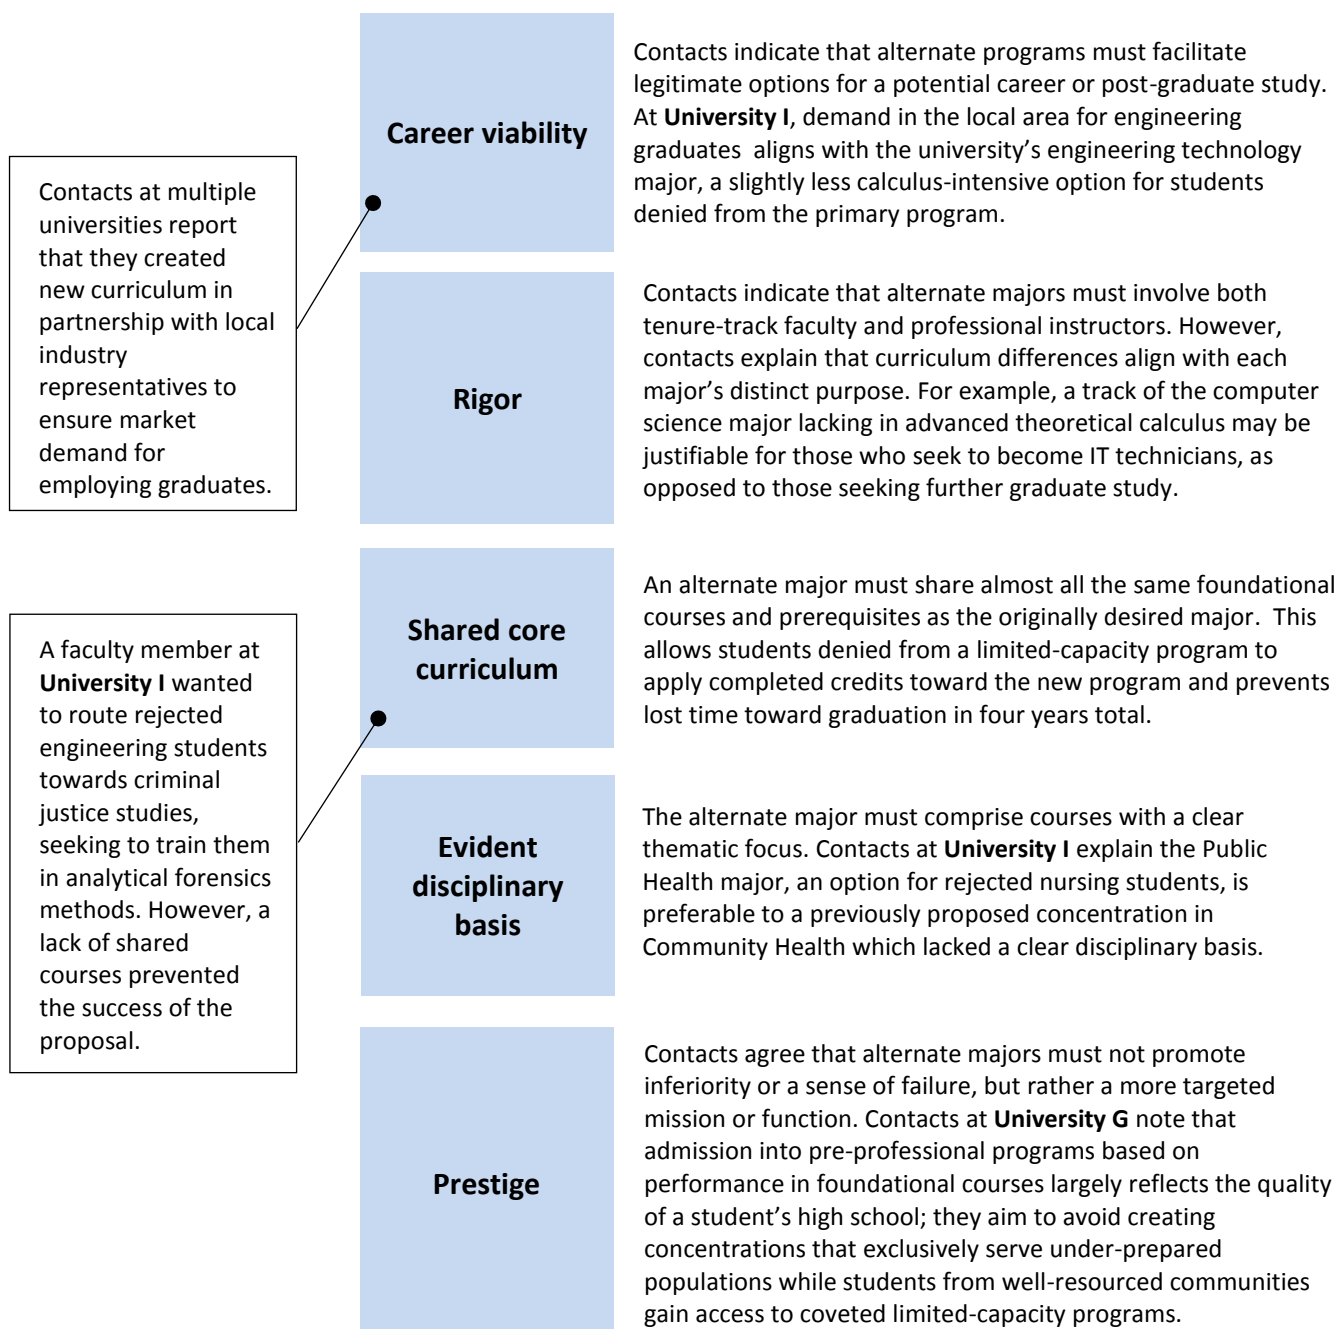 Career viability
Contacts indicate that alternate programs must facilitate
legitimate options for a potential career or post-graduate study.
At University I, demand in the local area for engineering
graduates  aligns with the university's engineering technology
major, a slightly less calculus-intensive option for students
denied from the primary program.
Contacts at multiple
universities report
that they created
new curriculum in
partnership with local
industry
representatives to
ensure market
demand for
employing graduates.
Rigor
Contacts indicate that alternate majors must involve both
tenure-track faculty and professional instructors. However,
contacts explain that curriculum differences align with each
major's distinct purpose. For example, a track of the computer
science major lacking in advanced theoretical calculus may be
justifiable for those who seek to become IT technicians, as
opposed to those seeking further graduate study.
Shared core
curriculum
An alternate major must share almost all the same foundational
courses and prerequisites as the originally desired major.  This
allows students denied from a limited-capacity program to
apply completed credits toward the new program and prevents
lost time toward graduation in four years total.
A faculty member at
University I wanted
to route rejected
engineering students
towards criminal
justice studies,
seeking to train them
in analytical forensics
methods. However, a
lack of shared
courses prevented
the success of the
proposal.
Evident
disciplinary
basis
The alternate major must comprise courses with a clear
thematic focus. Contacts at University I explain the Public
Health major, an option for rejected nursing students, is
preferable to a previously proposed concentration in
Community Health which lacked a clear disciplinary basis.
Prestige
Contacts agree that alternate majors must not promote
inferiority or a sense of failure, but rather a more targeted
mission or function. Contacts at University G note that
admission into pre-professional programs based on
performance in foundational courses largely reflects the quality
of a student's high school; they aim to avoid creating
concentrations that exclusively serve under-prepared
populations while students from well-resourced communities
gain access to coveted limited-capacity programs.